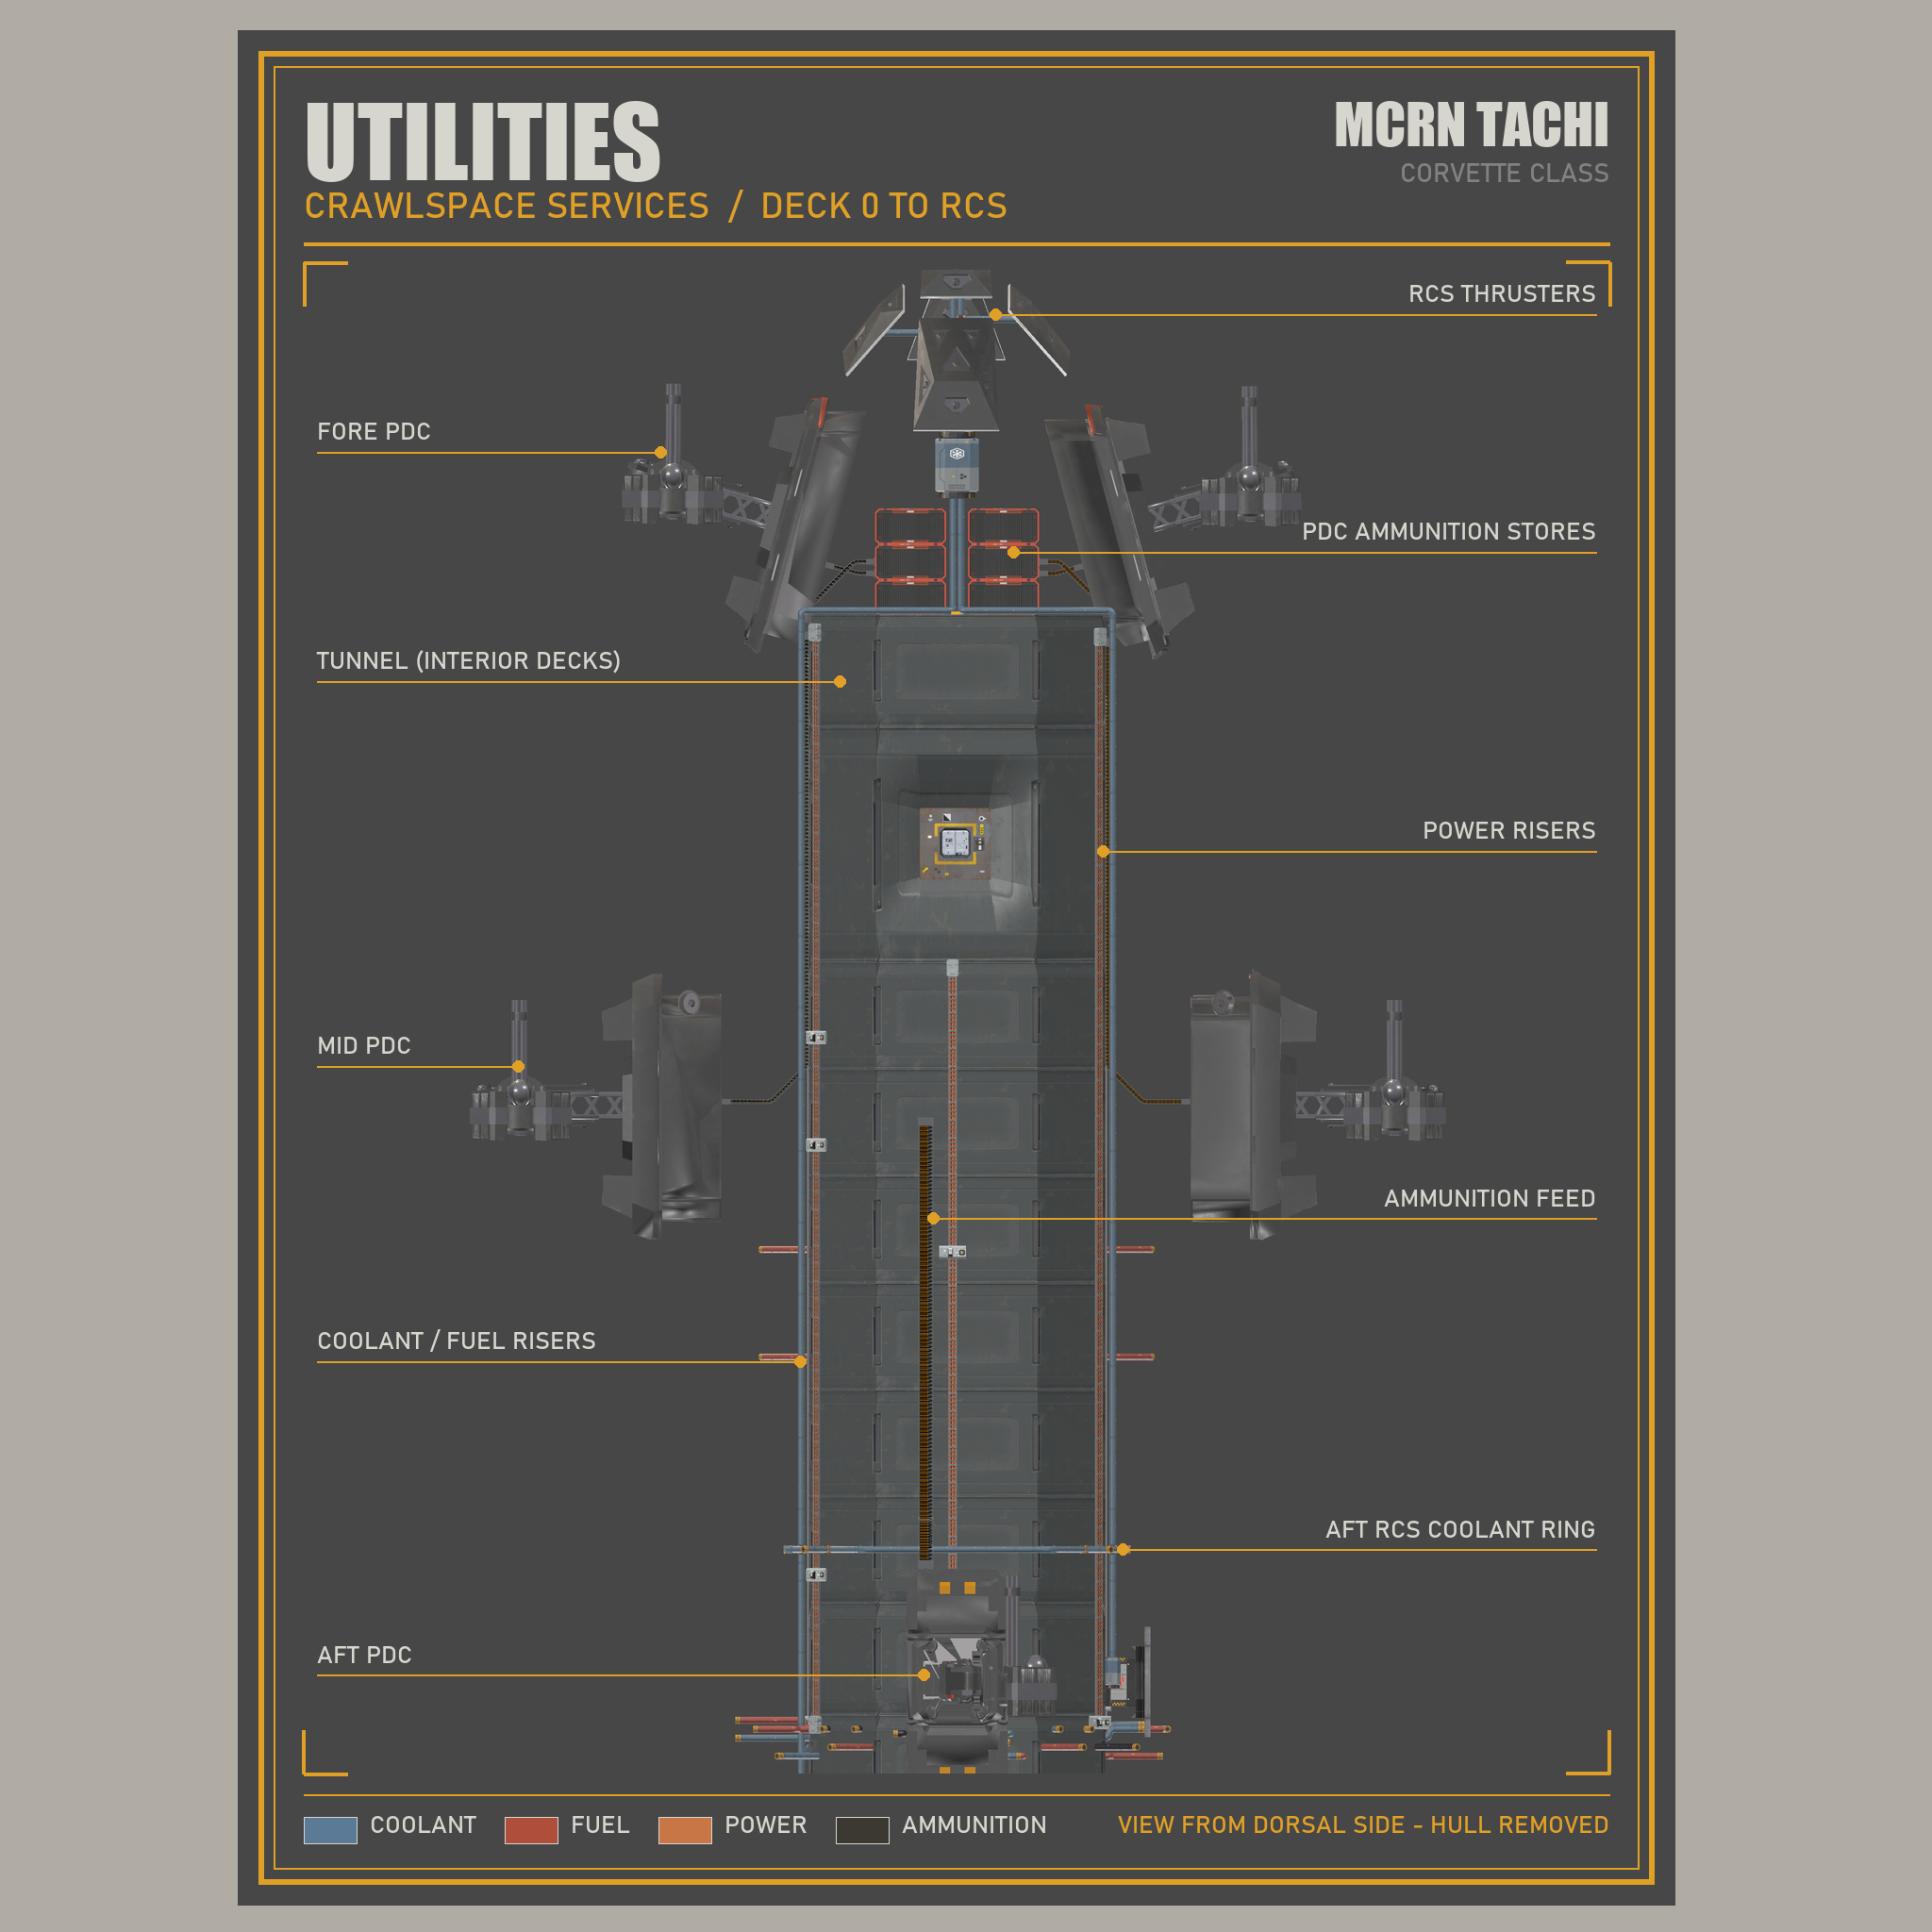 UTILITIES
MCRN TACHI
CORVETTE CLASS
CRAWLSPACE SERVICES / DECK 0 TO RCS
RCS THRUSTERS
FORE PDC
PDC AMMUNITION STORES
TUNNEL (INTERIOR DECKS)
POWER RISERS
MID PDC
AMMUNITION FEED
COOLANT / FUEL RISERS
AFT RCS COOLANT RING
AFT PDC
COOLANT
FUEL
POWER
AMMUNITION
VIEW FROM DORSAL SIDE - HULL REMOVED